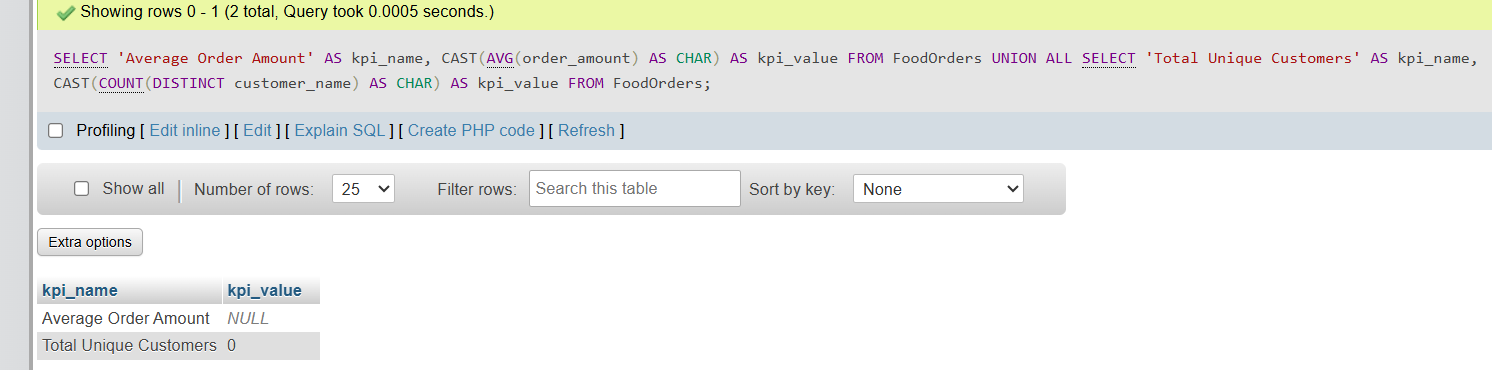 Showing rows 0 - 1 (2 total, Query took 0.0005 seconds.)
SELECT 'Average Order Amount' AS kpi_name, CAST(AVG(order_amount) AS CHAR) AS kpi_value FROM FoodOrders UNION ALL SELECT 'Total Unique Customers' AS kpi_name,
CAST(COUNT(DISTINCT customer_name) AS CHAR) AS kpi_value FROM FoodOrders;
Profiling [ Edit inline ] [ Edit ] [ Explain SQL ] [ Create PHP code ] [ Refresh ]
Show all | Number of rows: 25 Filter rows: Search this table Sort by key: None
Extra options
kpi_name kpi_value
Average Order Amount NULL
Total Unique Customers 0